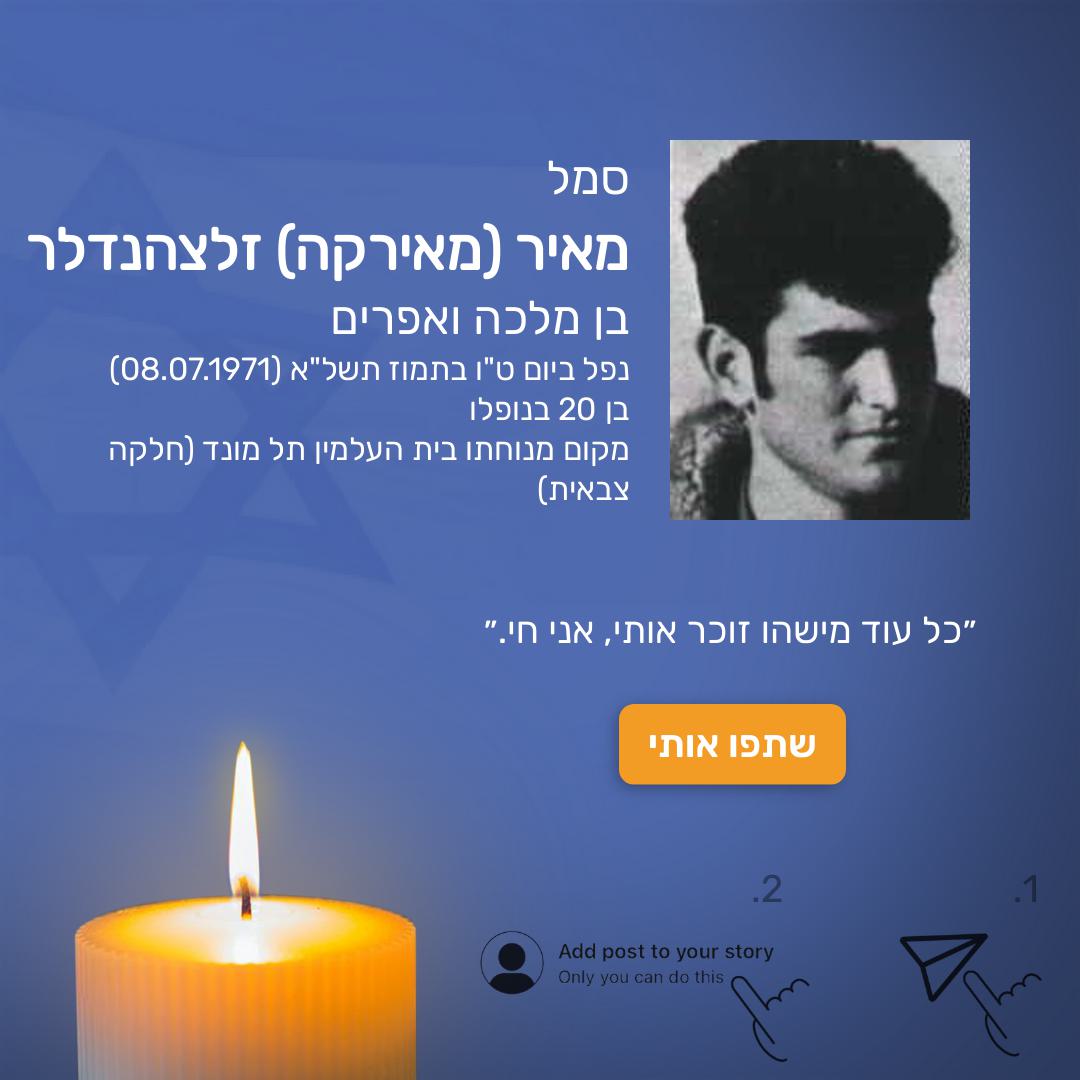 סמל
מאיר (מאירקה) זלצהנדלר
בן מלכה ואפרים
נפל ביום ט"ו בתמוז תשל"א (08.07.1971)
בן 20 בנופלו
מקום מנוחתו בית העלמין תל מונד (חלקה
צבאית)
״כל עוד מישהו זוכר אותי, אני חי.״
שתפו אותי
1.
2.
Add post to your story
Only you can do this